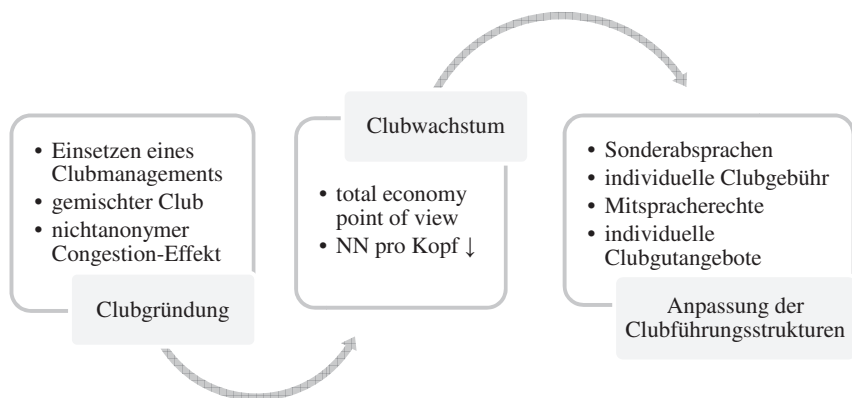 • Einsetzen eines
Clubmanagements
• gemischter Club
• nichtanonymer
Congestion-Effekt
Clubgründung
Clubwachstum
• total economy
point of view
• NN pro Kopf ↓
• Sonderabsprachen
• individuelle Clubgebühr
• Mitspracherechte
• individuelle
Clubgutangebote
Anpassung der
Clubführungsstrukturen